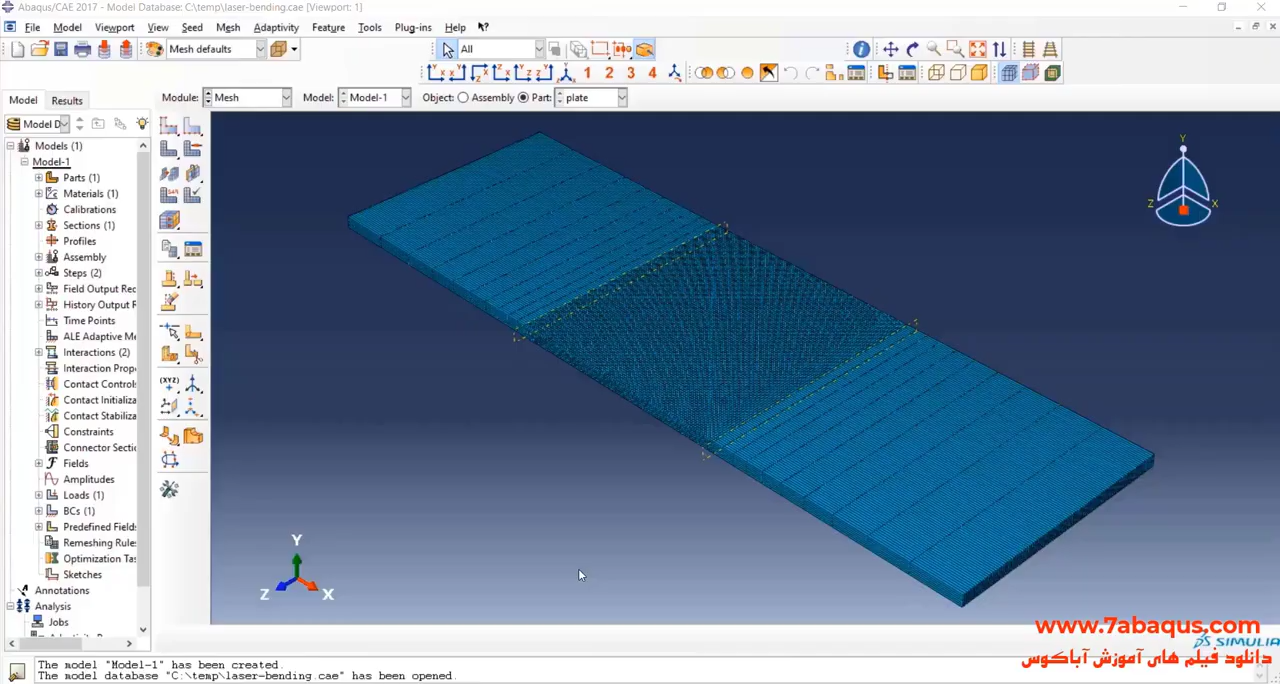 Abaqus/CAE 2017 - Model Database: C:\temp\laser-bending.cae [Viewport: 1]
File Model Viewport View Seed Mesh Adaptivity Feature Tools Plug-ins Help
Mesh defaults All
1 2 3 4
Model Results Module: Mesh Model: Model-1 Object: Assembly Part: plate
Model D
Models (1)
Model-1
Parts (1)
Materials (1)
Calibrations
Sections (1)
Profiles
Assembly
Steps (2)
Field Output Rec
History Output R
Time Points
ALE Adaptive Me
Interactions (2)
Interaction Prop
Contact Controls
Contact Initializa
Contact Stabiliza
Constraints
Connector Section
Fields
Amplitudes
Loads (1)
BCs (1)
Predefined Fields
Remeshing Rules
Optimization Tas
Sketches
Annotations
Analysis
Jobs
(XYZ)
Y
Z X
Y
Z X
www.7abaqus.com
SIMULIA
دانلود فیلم های آموزش آباکوس
The model "Model-1" has been created.
The model database "C:\temp\laser-bending.cae" has been opened.